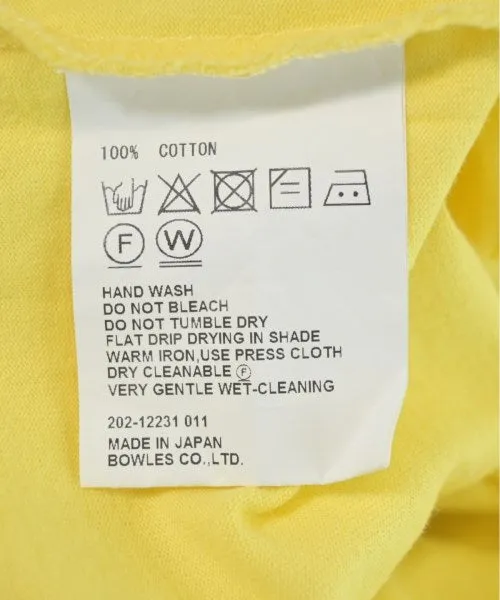 100% COTTON
F W
HAND WASH
DO NOT BLEACH
DO NOT TUMBLE DRY
FLAT DRIP DRYING IN SHADE
WARM IRON,USE PRESS CLOTH
DRY CLEANABLE Ⓕ
VERY GENTLE WET-CLEANING
202-12231 011
MADE IN JAPAN
BOWLES CO.,LTD.